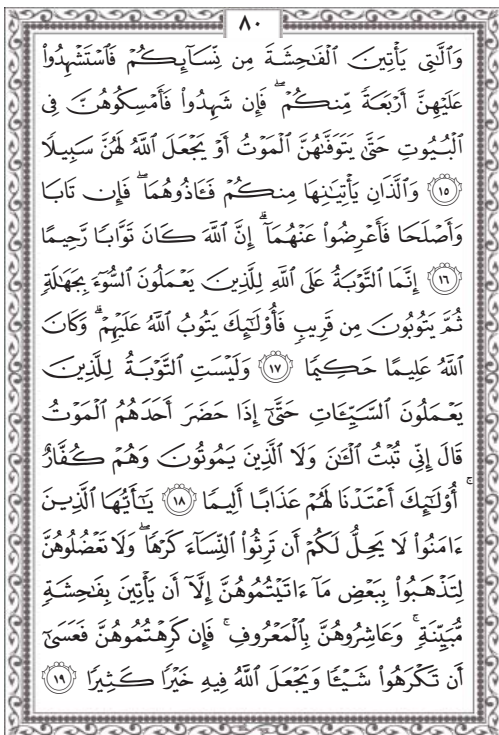 ٨٠
وَٱلَّٰتِى يَأْتِينَ ٱلْفَٰحِشَةَ مِن نِّسَآئِكُمْ فَٱسْتَشْهِدُوا۟
عَلَيْهِنَّ أَرْبَعَةً مِّنكُمْ ۖ فَإِن شَهِدُوا۟ فَأَمْسِكُوهُنَّ فِى
ٱلْبُيُوتِ حَتَّىٰ يَتَوَفَّىٰهُنَّ ٱلْمَوْتُ أَوْ يَجْعَلَ ٱللَّهُ لَهُنَّ سَبِيلًا
﴿١٥﴾ وَٱلَّذَانِ يَأْتِيَٰنِهَا مِنكُمْ فَـَٔاذُوهُمَا ۖ فَإِن تَابَا
وَأَصْلَحَا فَأَعْرِضُوا۟ عَنْهُمَآ ۗ إِنَّ ٱللَّهَ كَانَ تَوَّابًا رَّحِيمًا
﴿١٦﴾ إِنَّمَا ٱلتَّوْبَةُ عَلَى ٱللَّهِ لِلَّذِينَ يَعْمَلُونَ ٱلسُّوٓءَ بِجَهَٰلَةٍ
ثُمَّ يَتُوبُونَ مِن قَرِيبٍ فَأُو۟لَٰٓئِكَ يَتُوبُ ٱللَّهُ عَلَيْهِمْ ۗ وَكَانَ
ٱللَّهُ عَلِيمًا حَكِيمًا ﴿١٧﴾ وَلَيْسَتِ ٱلتَّوْبَةُ لِلَّذِينَ
يَعْمَلُونَ ٱلسَّيِّـَٔاتِ حَتَّىٰٓ إِذَا حَضَرَ أَحَدَهُمُ ٱلْمَوْتُ
قَالَ إِنِّى تُبْتُ ٱلْـَٰٔنَ وَلَا ٱلَّذِينَ يَمُوتُونَ وَهُمْ كُفَّارٌ
ۚ أُو۟لَٰٓئِكَ أَعْتَدْنَا لَهُمْ عَذَابًا أَلِيمًا ﴿١٨﴾ يَٰٓأَيُّهَا ٱلَّذِينَ
ءَامَنُوا۟ لَا يَحِلُّ لَكُمْ أَن تَرِثُوا۟ ٱلنِّسَآءَ كَرْهًا ۖ وَلَا تَعْضُلُوهُنَّ
لِتَذْهَبُوا۟ بِبَعْضِ مَآ ءَاتَيْتُمُوهُنَّ إِلَّآ أَن يَأْتِينَ بِفَٰحِشَةٍ
مُّبَيِّنَةٍ ۚ وَعَاشِرُوهُنَّ بِٱلْمَعْرُوفِ ۚ فَإِن كَرِهْتُمُوهُنَّ فَعَسَىٰٓ
أَن تَكْرَهُوا۟ شَيْـًٔا وَيَجْعَلَ ٱللَّهُ فِيهِ خَيْرًا كَثِيرًا ﴿١٩﴾